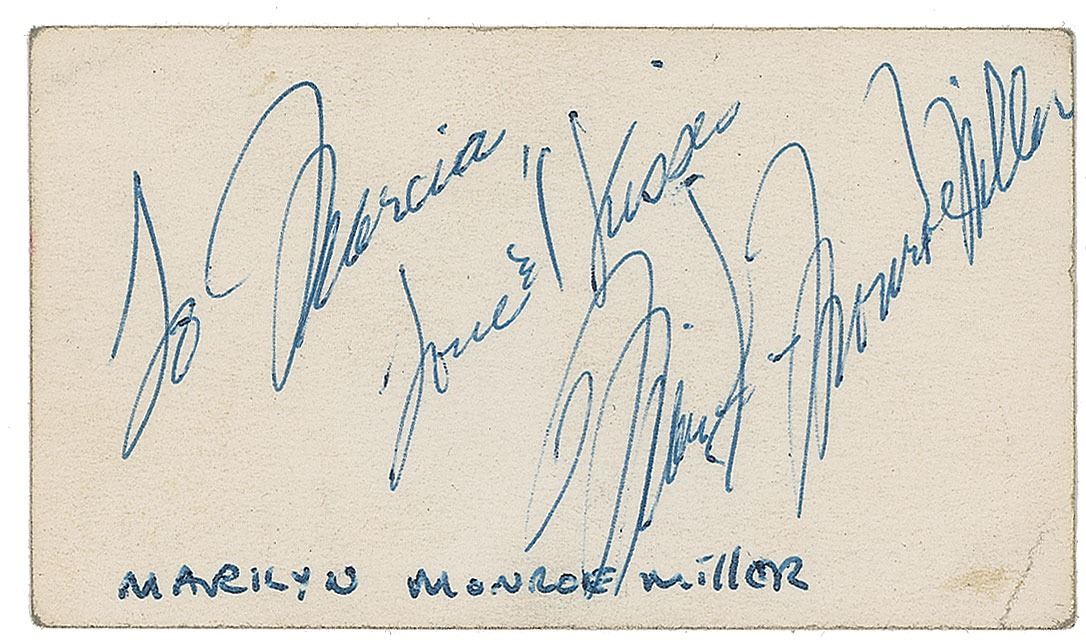 To Marcia
Love & Kisses
Marilyn Monroe Miller
MARILYN MONROE MILLER